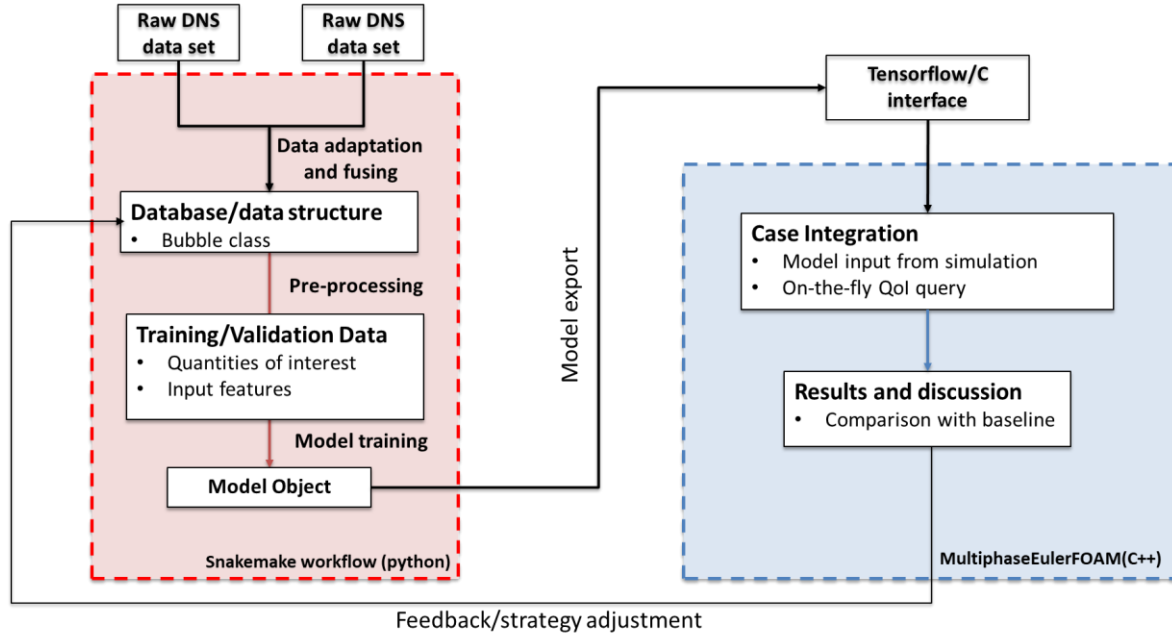 Raw DNS
data set
Raw DNS
data set
Data adaptation
and fusing
Database/data structure
• Bubble class
Pre-processing
Training/Validation Data
• Quantities of interest
• Input features
Model training
Model Object
Snakemake workflow (python)
Model export
Tensorflow/C
interface
Case Integration
• Model input from simulation
• On-the-fly QoI query
Results and discussion
• Comparison with baseline
MultiphaseEulerFOAM(C++)
Feedback/strategy adjustment